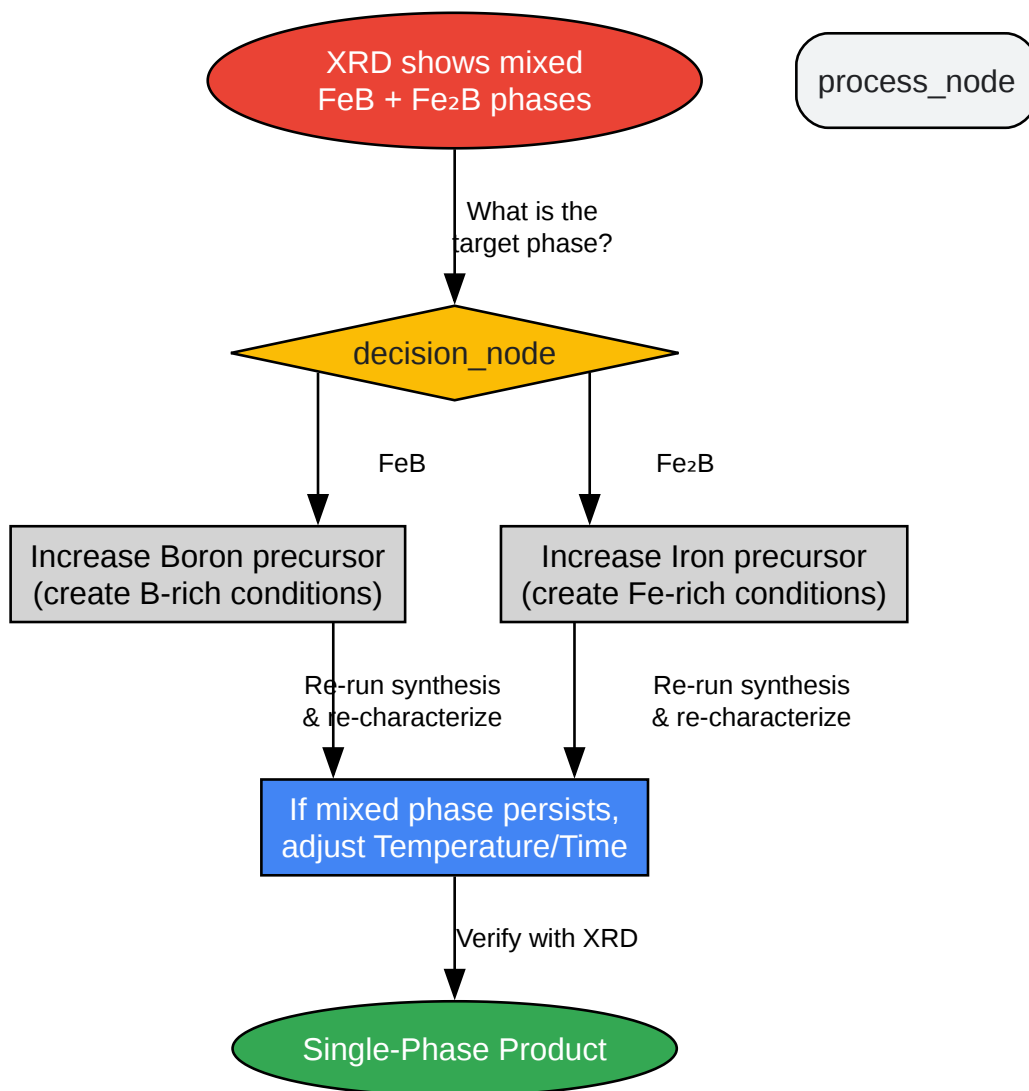 XRD shows mixed
FeB + Fe₂B phases
process_node
What is the
target phase?
decision_node
FeB
Fe₂B
Increase Boron precursor
(create B-rich conditions)
Increase Iron precursor
(create Fe-rich conditions)
Re-run synthesis
& re-characterize
Re-run synthesis
& re-characterize
If mixed phase persists,
adjust Temperature/Time
Verify with XRD
Single-Phase Product